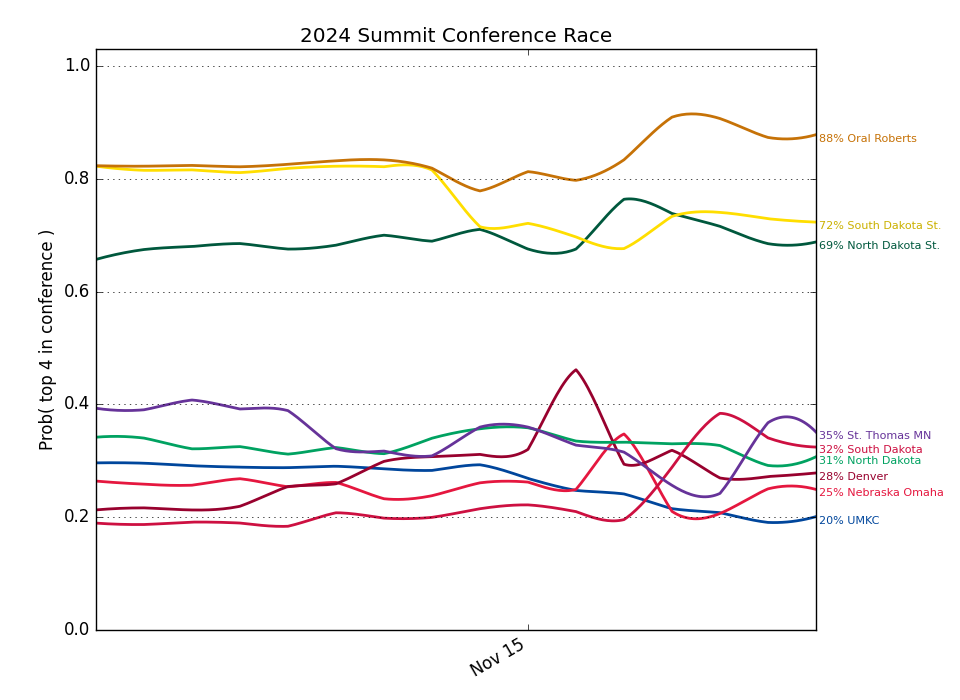 2024 Summit Conference Race
Prob( top 4 in conference )
1.0
0.8
0.6
0.4
0.2
0.0
Nov 15
88% Oral Roberts
72% South Dakota St.
69% North Dakota St.
35% St. Thomas MN
32% South Dakota
31% North Dakota
28% Denver
25% Nebraska Omaha
20% UMKC